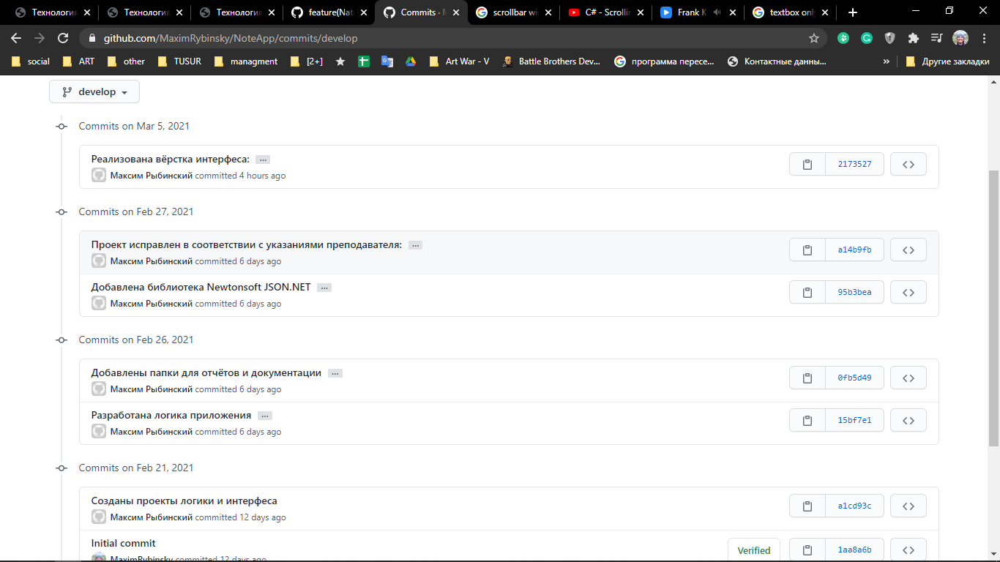 Технология
Технология
Технология
feature(Nat
Commits · N
scrollbar wi
C# - Scrollin
Frank K
textbox only
github.com/MaximRybinsky/NoteApp/commits/develop
social
ART
other
TUSUR
managment
[2+]
Art War - V
Battle Brothers Dev...
программа пересе...
Контактные данны...
»
Другие закладки
develop
Commits on Mar 5, 2021
Реализована вёрстка интерфейса: ...
2173527
Максим Рыбинский committed 4 hours ago
Commits on Feb 27, 2021
Проект исправлен в соответствии с указаниями преподавателя: ...
a14b9fb
Максим Рыбинский committed 6 days ago
Добавлена библиотека Newtonsoft JSON.NET ...
95b3bea
Максим Рыбинский committed 6 days ago
Commits on Feb 26, 2021
Добавлены папки для отчётов и документации ...
0fb5d49
Максим Рыбинский committed 6 days ago
Разработана логика приложения ...
15bf7e1
Максим Рыбинский committed 6 days ago
Commits on Feb 21, 2021
Созданы проекты логики и интерфеса
a1cd93c
Максим Рыбинский committed 12 days ago
Initial commit
Verified
1aa8a6b
MaximRybinsky committed 12 days ago